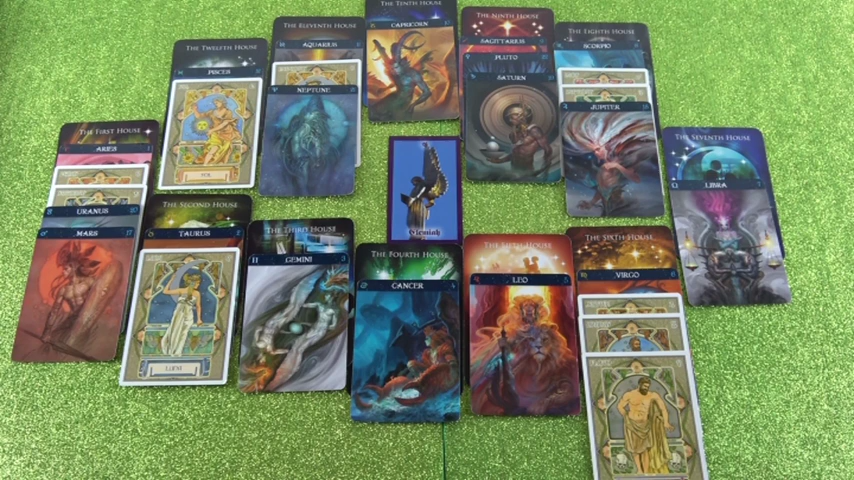 THE TENTH HOUSE
CAPRICORN
THE ELEVENTH HOUSE
AQUARIUS
NEPTUNE
THE NINTH HOUSE
SAGITTARIUS
PLUTO
SATURN
THE EIGHTH HOUSE
SCORPIO
JUPITER
THE TWELFTH HOUSE
PISCES
SOL
THE FIRST HOUSE
ARIES
URANUS
MARS
THE SEVENTH HOUSE
LIBRA
THE SECOND HOUSE
TAURUS
THE THIRD HOUSE
GEMINI
THE FOURTH HOUSE
CANCER
LEO
THE SIXTH HOUSE
VIRGO